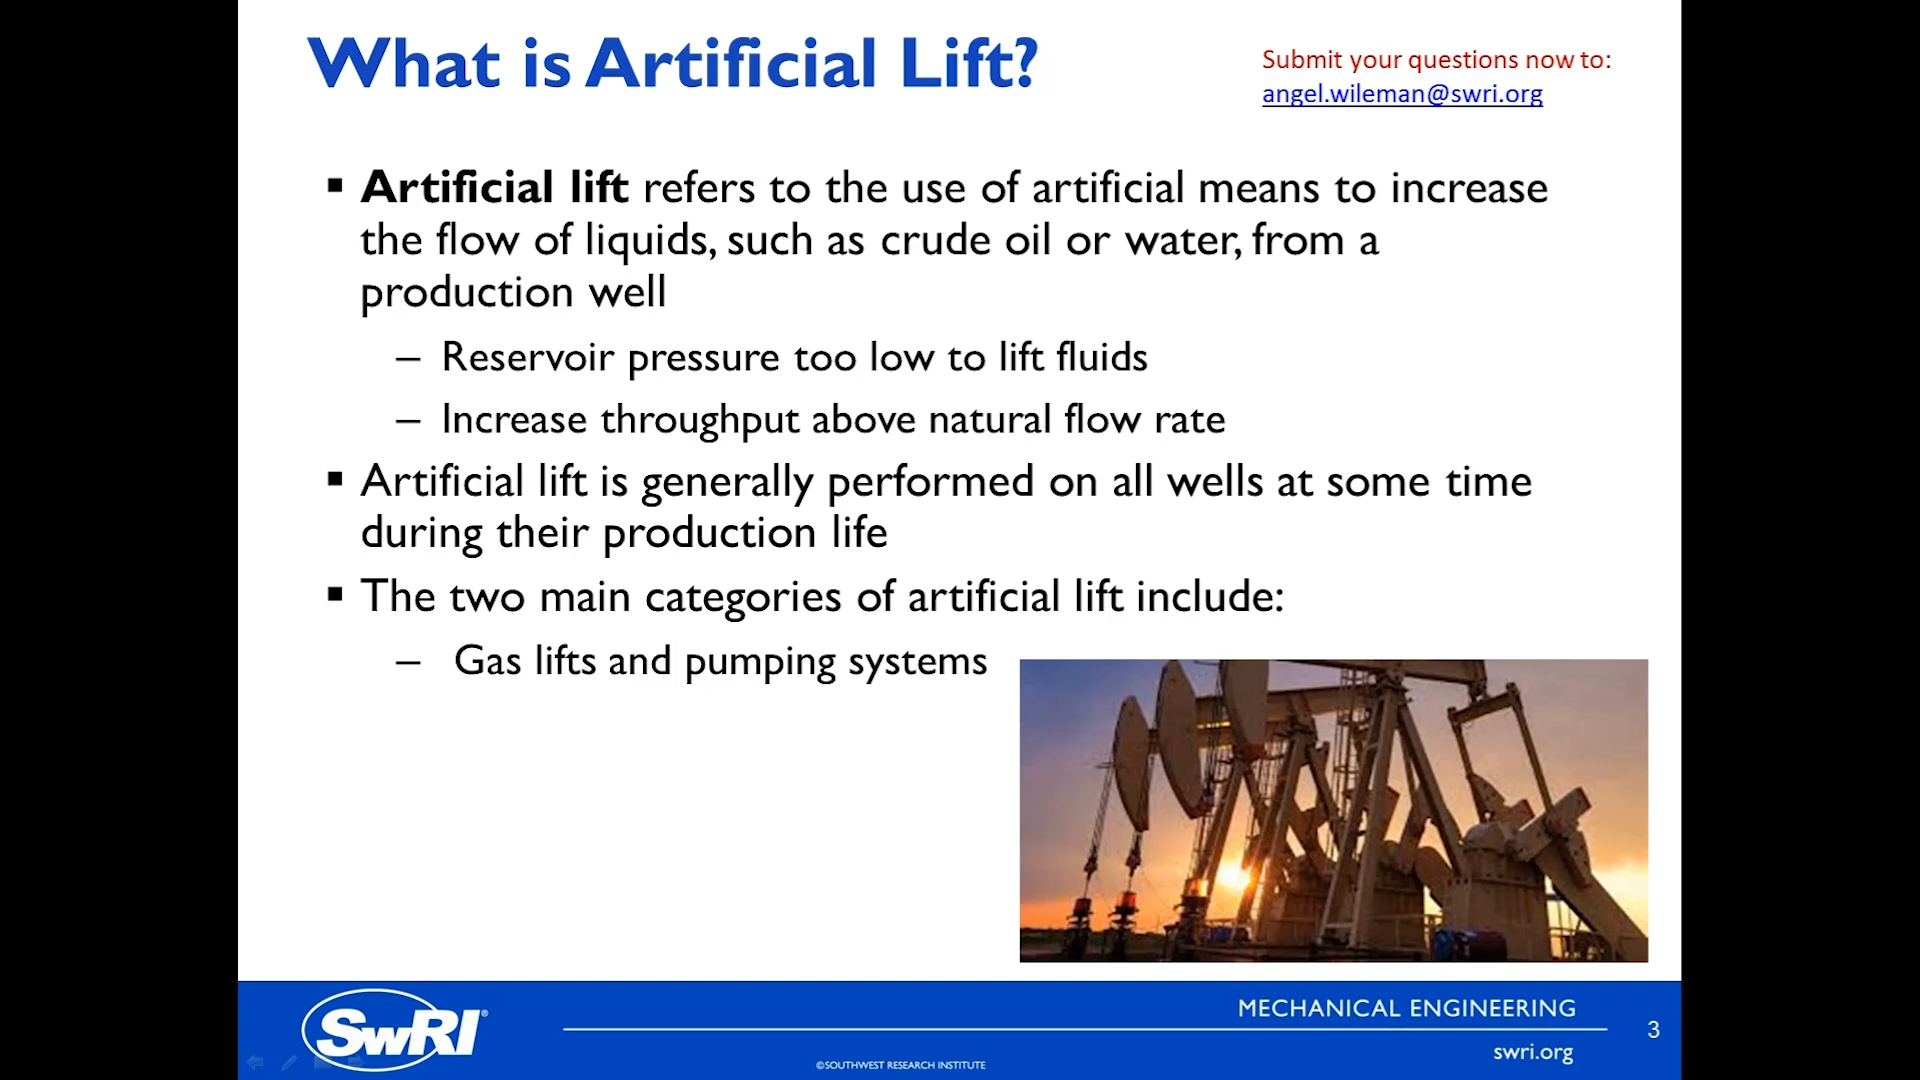 What is Artificial Lift?
Submit your questions now to:
angel.wileman@swri.org
▪ Artificial lift refers to the use of artificial means to increase
the flow of liquids, such as crude oil or water, from a
production well
– Reservoir pressure too low to lift fluids
– Increase throughput above natural flow rate
▪ Artificial lift is generally performed on all wells at some time
during their production life
▪ The two main categories of artificial lift include:
– Gas lifts and pumping systems
SwRI®
MECHANICAL ENGINEERING
3
swri.org
©SOUTHWEST RESEARCH INSTITUTE